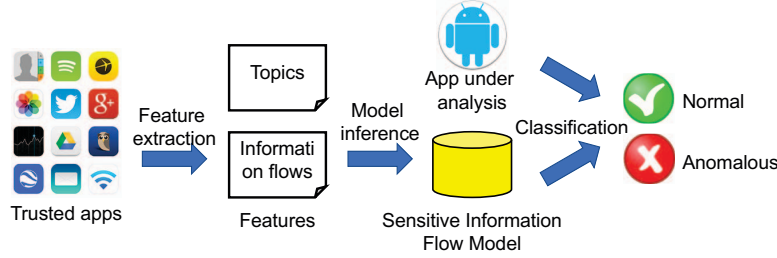 Trusted apps
Feature
extraction
Topics
Informati
on flows
Features
Model
inference
App under
analysis
Sensitive Information
Flow Model
Classification
Normal
Anomalous
g+